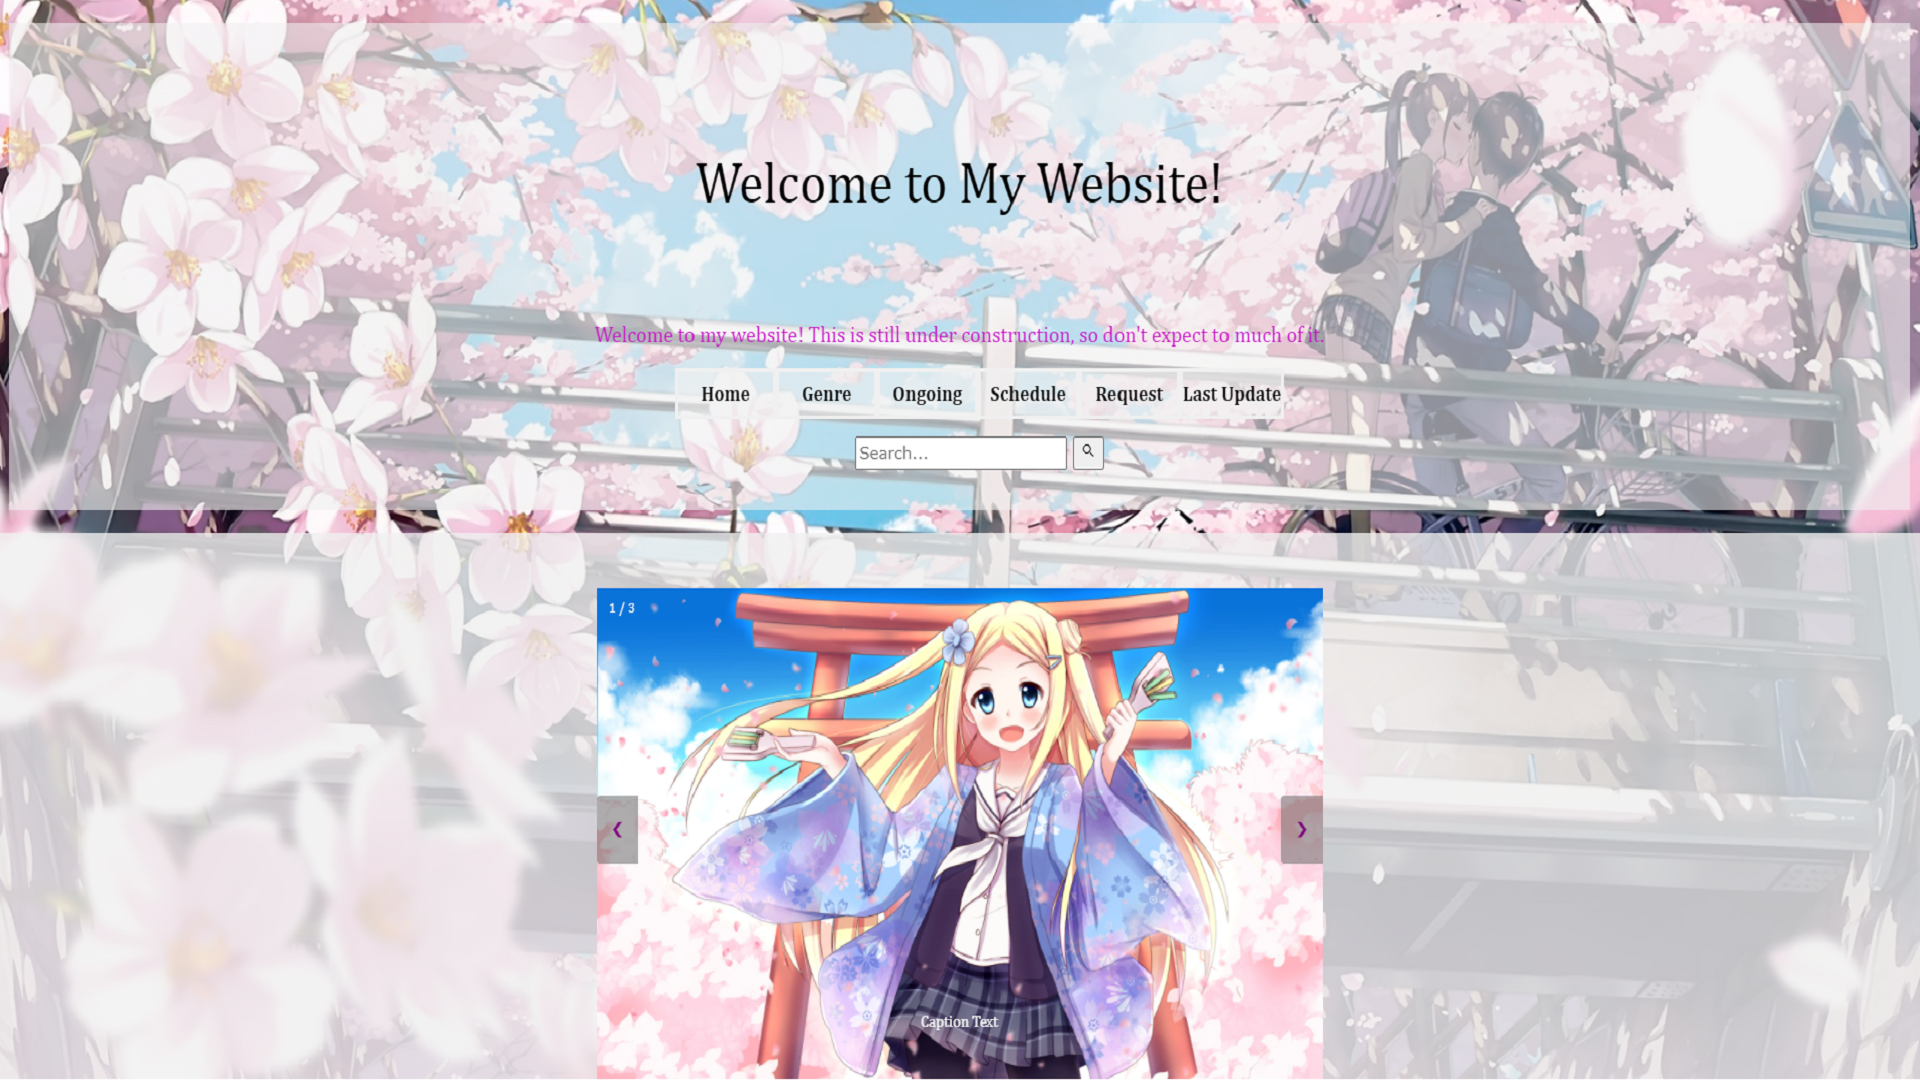 Welcome to My Website!
Welcome to my website! This is still under construction, so don't expect to much of it.
Home Genre Ongoing Schedule Request Last Update
Search...
1 / 3
❮ ❯
Caption Text